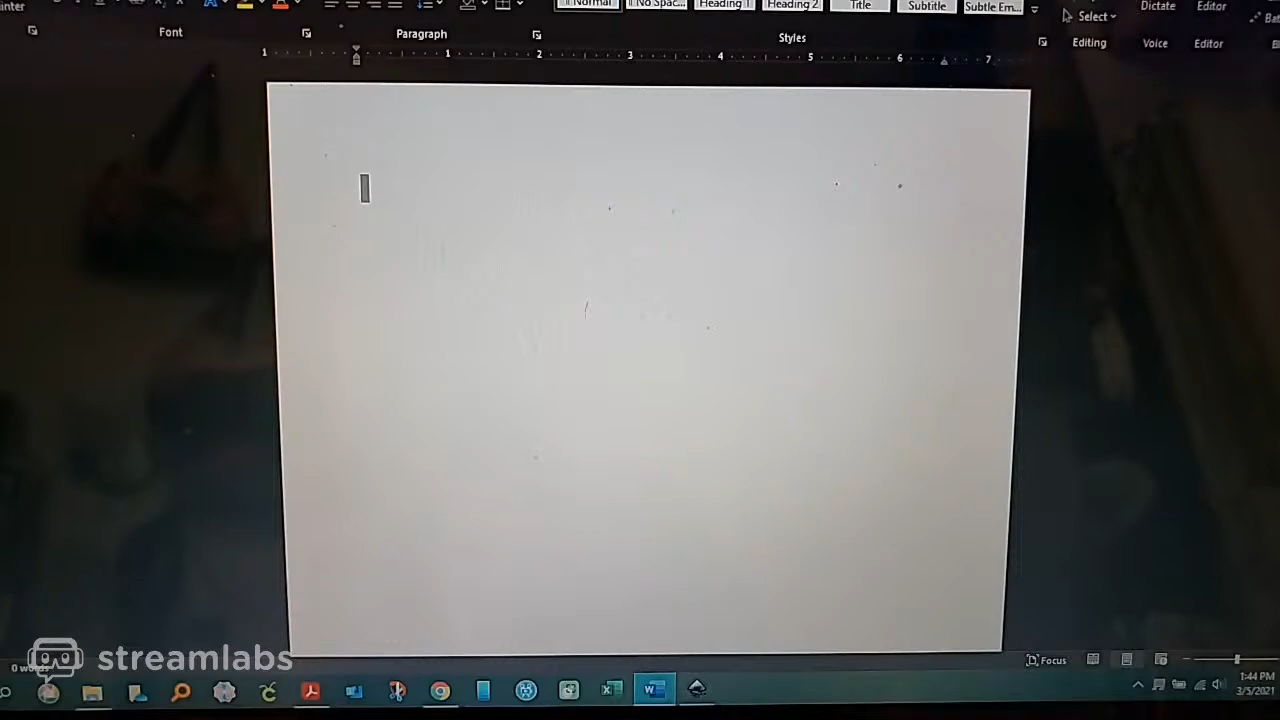 inter
Normal
No Spac...
Heading 1
Heading 2
Title
Subtitle
Subtle Em...
Select
Dictate
Editor
Font
Paragraph
Styles
Editing
Voice
Editor
1 1 2 3 4 5 6 7
streamlabs
Focus
1:44 PM
3/5/2021